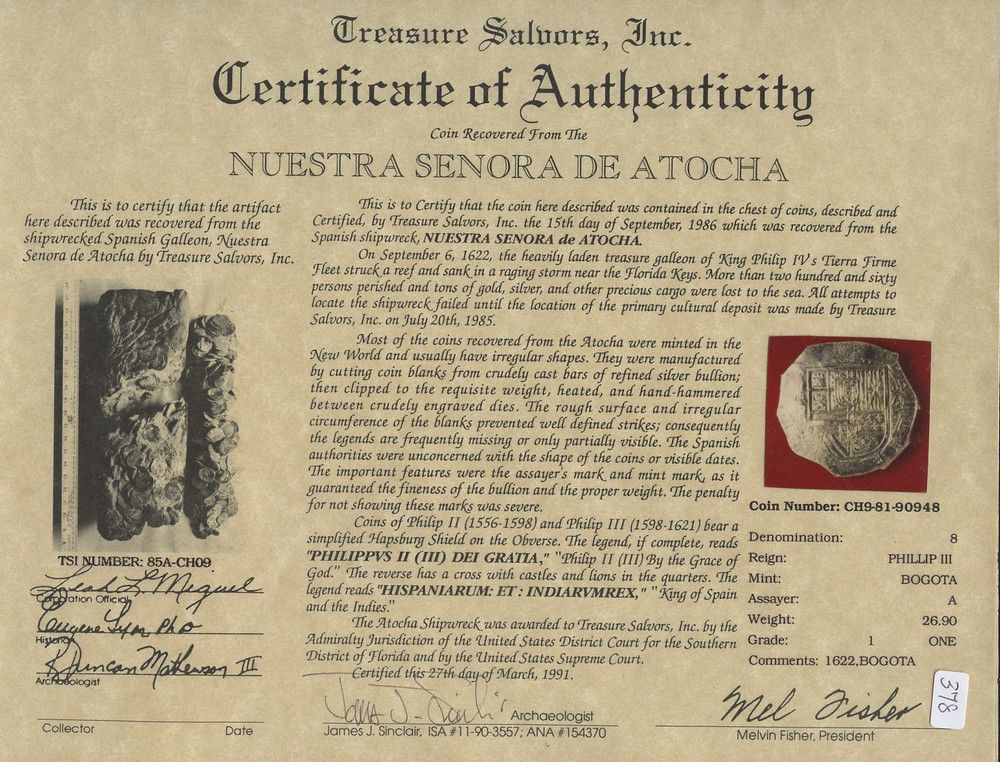 Treasure Salvors, Inc.
Certificate of Authenticity
Coin Recovered From The
NUESTRA SENORA DE ATOCHA
This is to certify that the artifact
here described was recovered from the
shipwrecked Spanish Galleon, Nuestra
Senora de Atocha by Treasure Salvors, Inc.
TSI NUMBER: 85A-CH09
Leah L. Miguel
Corporation Official
Eugene Lyon PhD
Historian
R Duncan Mathewson III
Archaeologist
Collector Date
This is to Certify that the coin here described was contained in the chest of coins, described and
Certified, by Treasure Salvors, Inc. the 15th day of September, 1986 which was recovered from the
Spanish shipwreck, NUESTRA SENORA de ATOCHA.
On September 6, 1622, the heavily laden treasure galleon of King Philip IV's Tierra Firme
Fleet struck a reef and sank in a raging storm near the Florida Keys. More than two hundred and sixty
persons perished and tons of gold, silver, and other precious cargo were lost to the sea. All attempts to
locate the shipwreck failed until the location of the primary cultural deposit was made by Treasure
Salvors, Inc. on July 20th, 1985.
Most of the coins recovered from the Atocha were minted in the
New World and usually have irregular shapes. They were manufactured
by cutting coin blanks from crudely cast bars of refined silver bullion;
then clipped to the requisite weight, heated, and hand-hammered
between crudely engraved dies. The rough surface and irregular
circumference of the blanks prevented well defined strikes; consequently
the legends are frequently missing or only partially visible. The Spanish
authorities were unconcerned with the shape of the coins or visible dates.
The important features were the assayer's mark and mint mark, as it
guaranteed the fineness of the bullion and the proper weight. The penalty
for not showing these marks was severe.
Coins of Philip II (1556-1598) and Philip III (1598-1621) bear a
simplified Hapsburg Shield on the Obverse. The legend, if complete, reads
"PHILIPPVS II (III) DEI GRATIA," "Philip II (III) By the Grace of
God." The reverse has a cross with castles and lions in the quarters. The
legend reads "HISPANIARUM: ET : INDIARVMREX," "King of Spain
and the Indies."
The Atocha Shipwreck was awarded to Treasure Salvors, Inc. by the
Admiralty Jurisdiction of the United States District Court for the Southern
District of Florida and by the United States Supreme Court.
Certified this 27th day of March, 1991.
James J. Sinclair Archaeologist
James J. Sinclair, ISA #11-90-3557; ANA #154370
Coin Number: CH9-81-90948
Denomination: 8
Reign: PHILLIP III
Mint: BOGOTA
Assayer: A
Weight: 26.90
Grade: 1 ONE
Comments: 1622,BOGOTA
378
Mel Fisher
Melvin Fisher, President